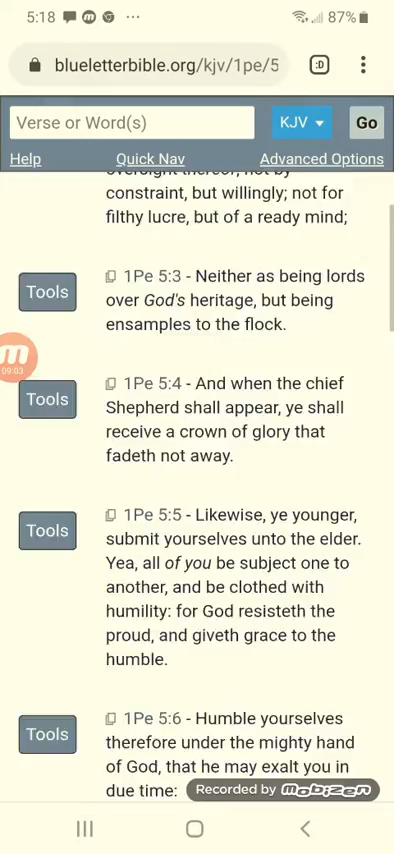 5:18
87%
blueletterbible.org/kjv/1pe/5
:D
Verse or Word(s)
KJV
Go
Help Quick Nav Advanced Options
oversight thereof, not by
constraint, but willingly; not for
filthy lucre, but of a ready mind;
Tools
1Pe 5:3 - Neither as being lords
over God's heritage, but being
ensamples to the flock.
09:03
Tools
1Pe 5:4 - And when the chief
Shepherd shall appear, ye shall
receive a crown of glory that
fadeth not away.
Tools
1Pe 5:5 - Likewise, ye younger,
submit yourselves unto the elder.
Yea, all of you be subject one to
another, and be clothed with
humility: for God resisteth the
proud, and giveth grace to the
humble.
Tools
1Pe 5:6 - Humble yourselves
therefore under the mighty hand
of God, that he may exalt you in
due time:
Recorded by mobizen